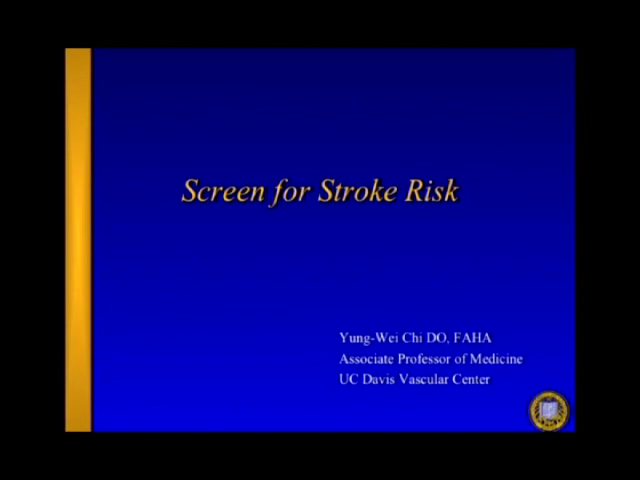 Screen for Stroke Risk
Yung-Wei Chi DO, FAHA
Associate Professor of Medicine
UC Davis Vascular Center